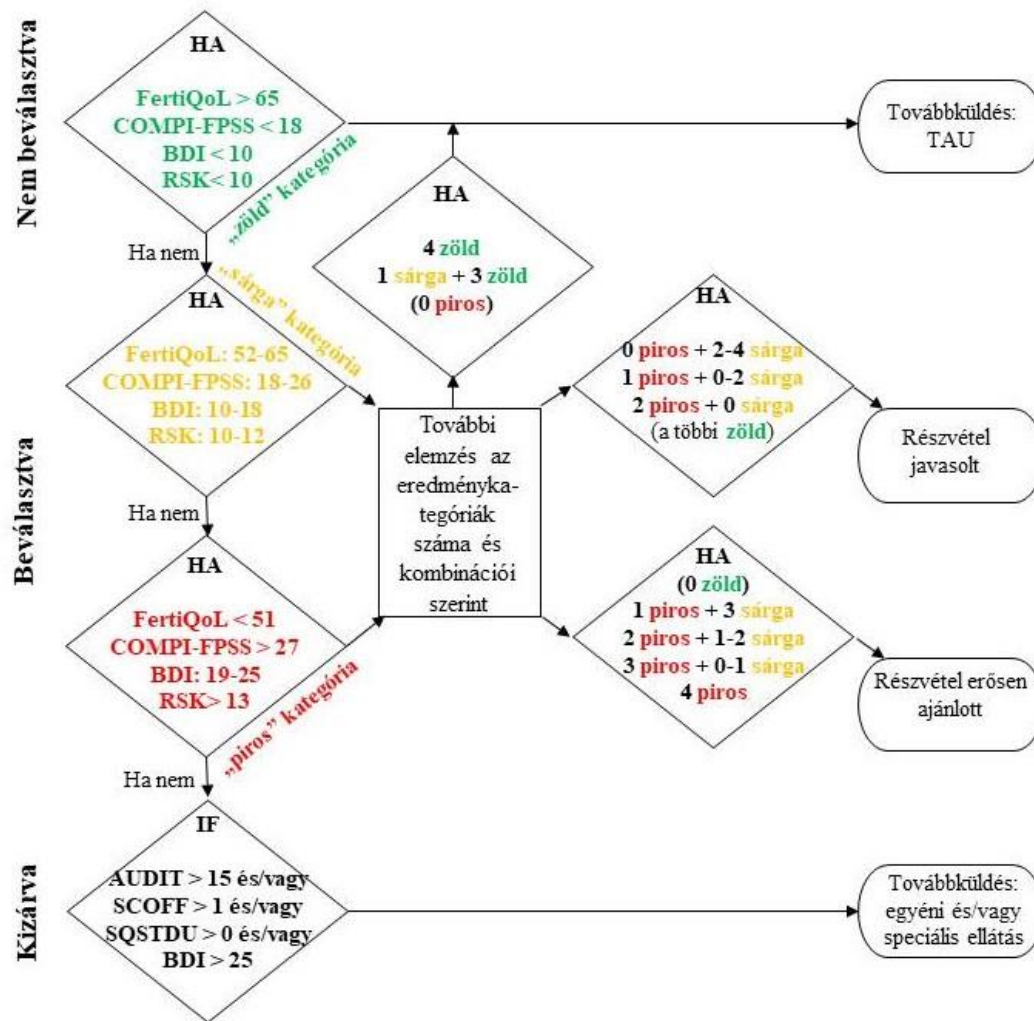 Nem beválasztva
HA
FertiQoL > 65
COMPI-FPSS < 18
BDI < 10
RSK< 10
„zöld” kategória
Továbbküldés:
TAU
HA
4 zöld
1 sárga + 3 zöld
(0 piros)
Ha nem
„sárga” kategória
Beválasztva
HA
FertiQoL: 52-65
COMPI-FPSS: 18-26
BDI: 10-18
RSK: 10-12
További
elemzés az
eredményka-
tegóriák
száma és
kombinációi
szerint
HA
0 piros + 2-4 sárga
1 piros + 0-2 sárga
2 piros + 0 sárga
(a többi zöld)
Részvétel
javasolt
Ha nem
HA
FertiQoL < 51
COMPI-FPSS > 27
BDI: 19-25
RSK> 13
„piros” kategória
HA
(0 zöld)
1 piros + 3 sárga
2 piros + 1-2 sárga
3 piros + 0-1 sárga
4 piros
Részvétel erősen
ajánlott
Ha nem
Kizárva
IF
AUDIT > 15 és/vagy
SCOFF > 1 és/vagy
SQSTDU > 0 és/vagy
BDI > 25
Továbbküldés:
egyéni és/vagy
speciális ellátás